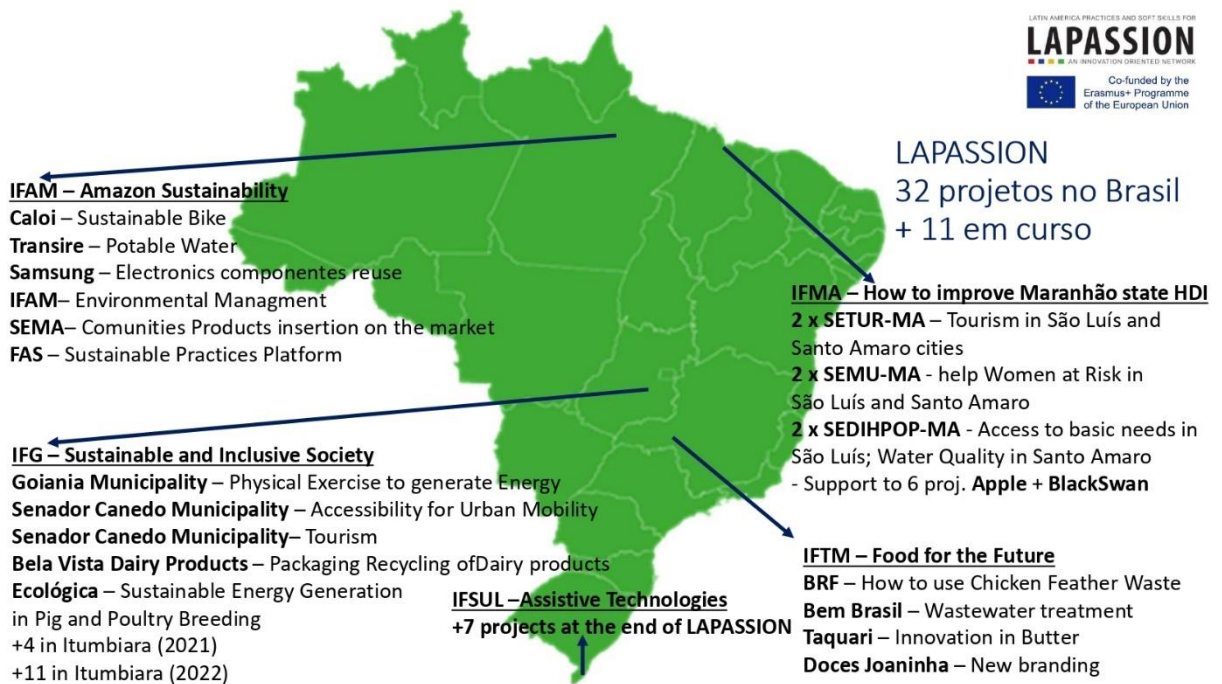 LATIN AMERICA PRACTICES AND SOFT SKILLS FOR
LAPASSION
AN INNOVATION ORIENTED NETWORK
Co-funded by the
Erasmus+ Programme
of the European Union
LAPASSION
32 projetos no Brasil
+ 11 em curso
IFAM – Amazon Sustainability
Caloi – Sustainable Bike
Transire – Potable Water
Samsung – Electronics componentes reuse
IFAM– Environmental Managment
SEMA– Comunities Products insertion on the market
FAS – Sustainable Practices Platform
IFMA – How to improve Maranhão state HDI
2 x SETUR-MA – Tourism in São Luís and
Santo Amaro cities
2 x SEMU-MA - help Women at Risk in
São Luís and Santo Amaro
2 x SEDIHPOP-MA - Access to basic needs in
São Luís; Water Quality in Santo Amaro
- Support to 6 proj. Apple + BlackSwan
IFG – Sustainable and Inclusive Society
Goiania Municipality – Physical Exercise to generate Energy
Senador Canedo Municipality – Accessibility for Urban Mobility
Senador Canedo Municipality– Tourism
Bela Vista Dairy Products – Packaging Recycling ofDairy products
Ecológica – Sustainable Energy Generation
in Pig and Poultry Breeding
+4 in Itumbiara (2021)
+11 in Itumbiara (2022)
IFSUL –Assistive Technologies
+7 projects at the end of LAPASSION
IFTM – Food for the Future
BRF – How to use Chicken Feather Waste
Bem Brasil – Wastewater treatment
Taquari – Innovation in Butter
Doces Joaninha – New branding